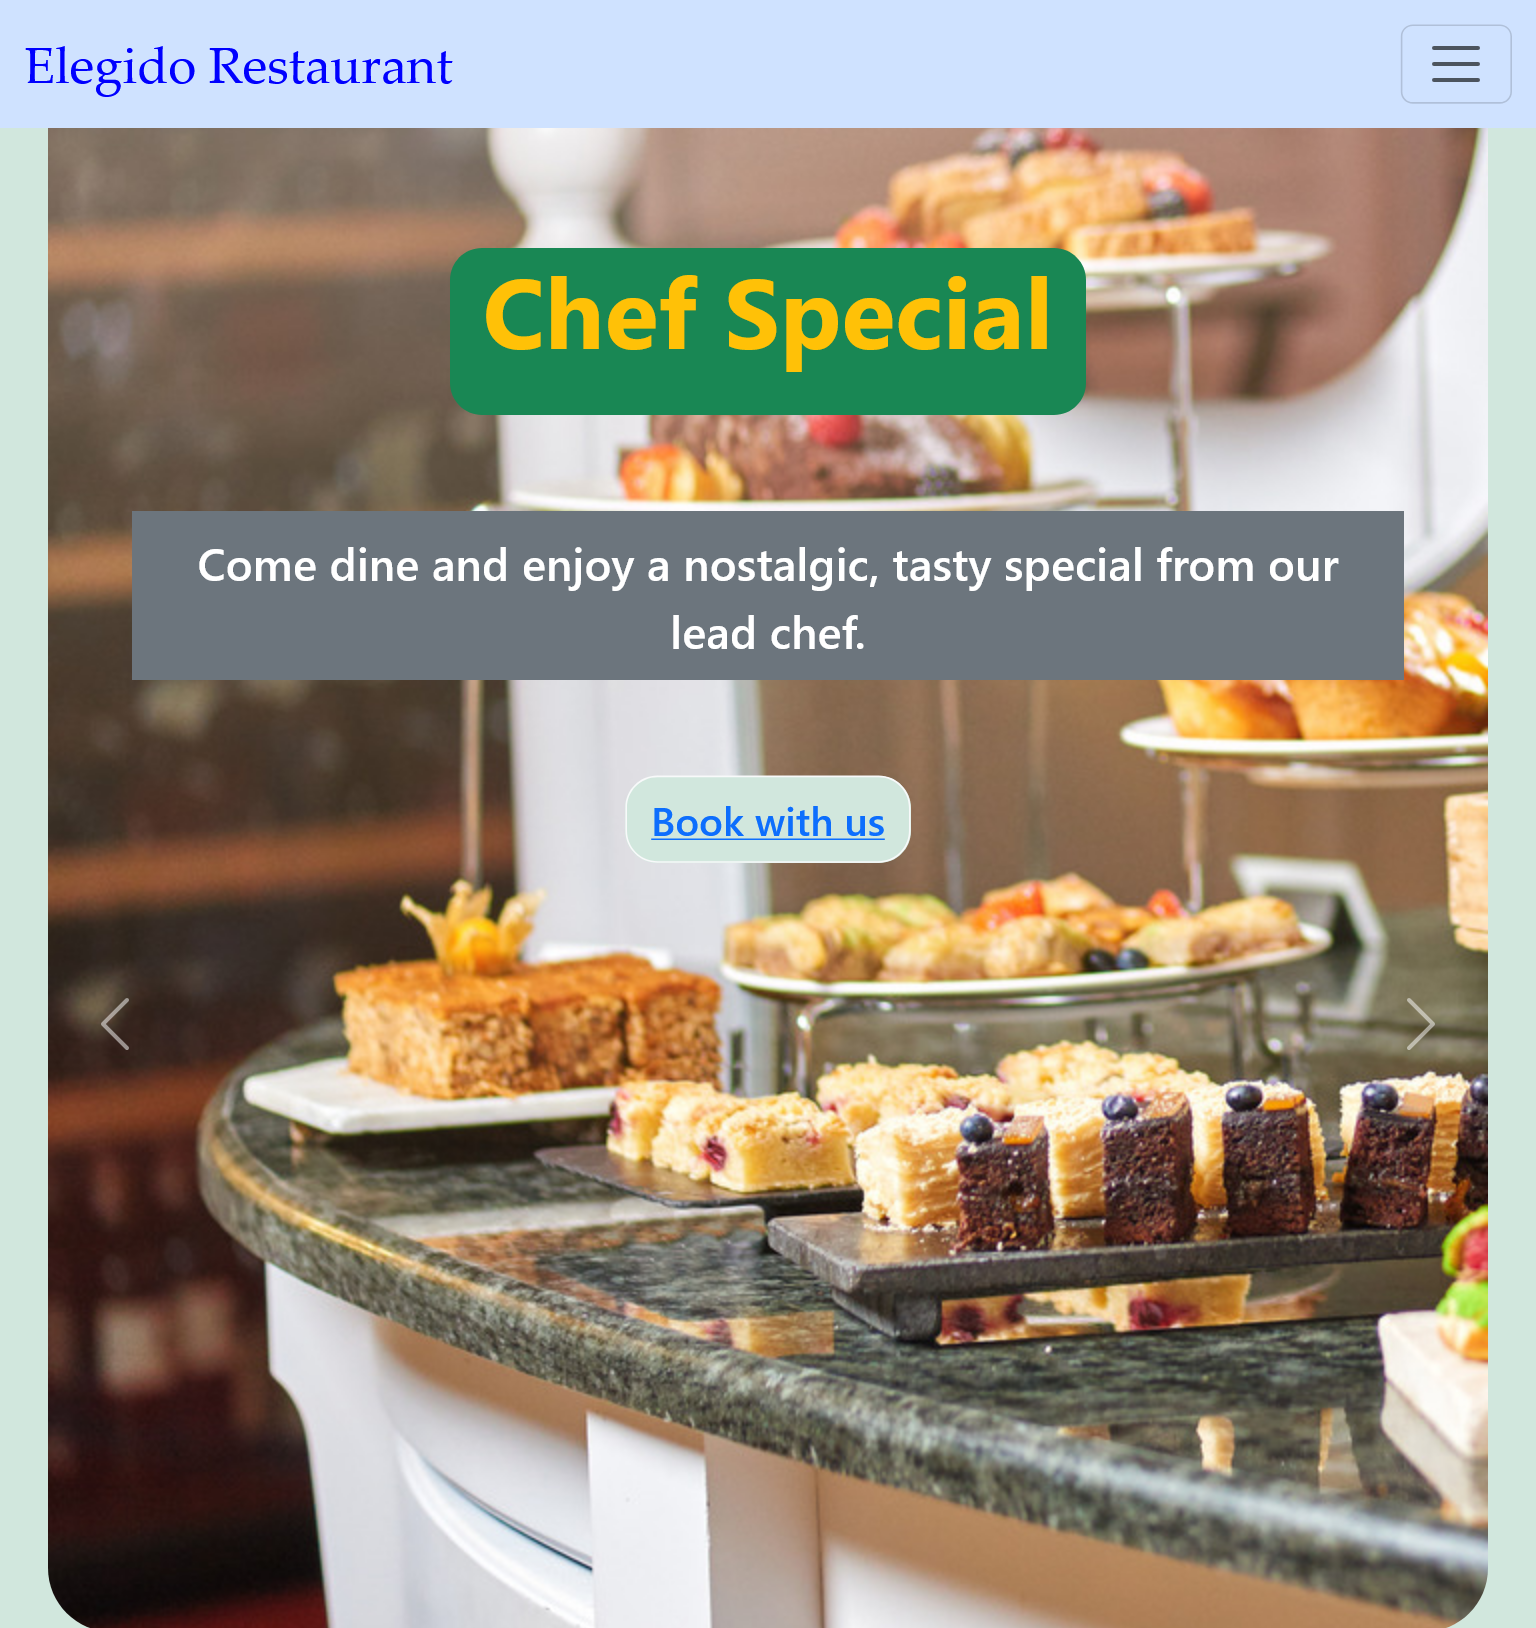 Elegido Restaurant
Chef Special
Come dine and enjoy a nostalgic, tasty special from our
lead chef.
Book with us